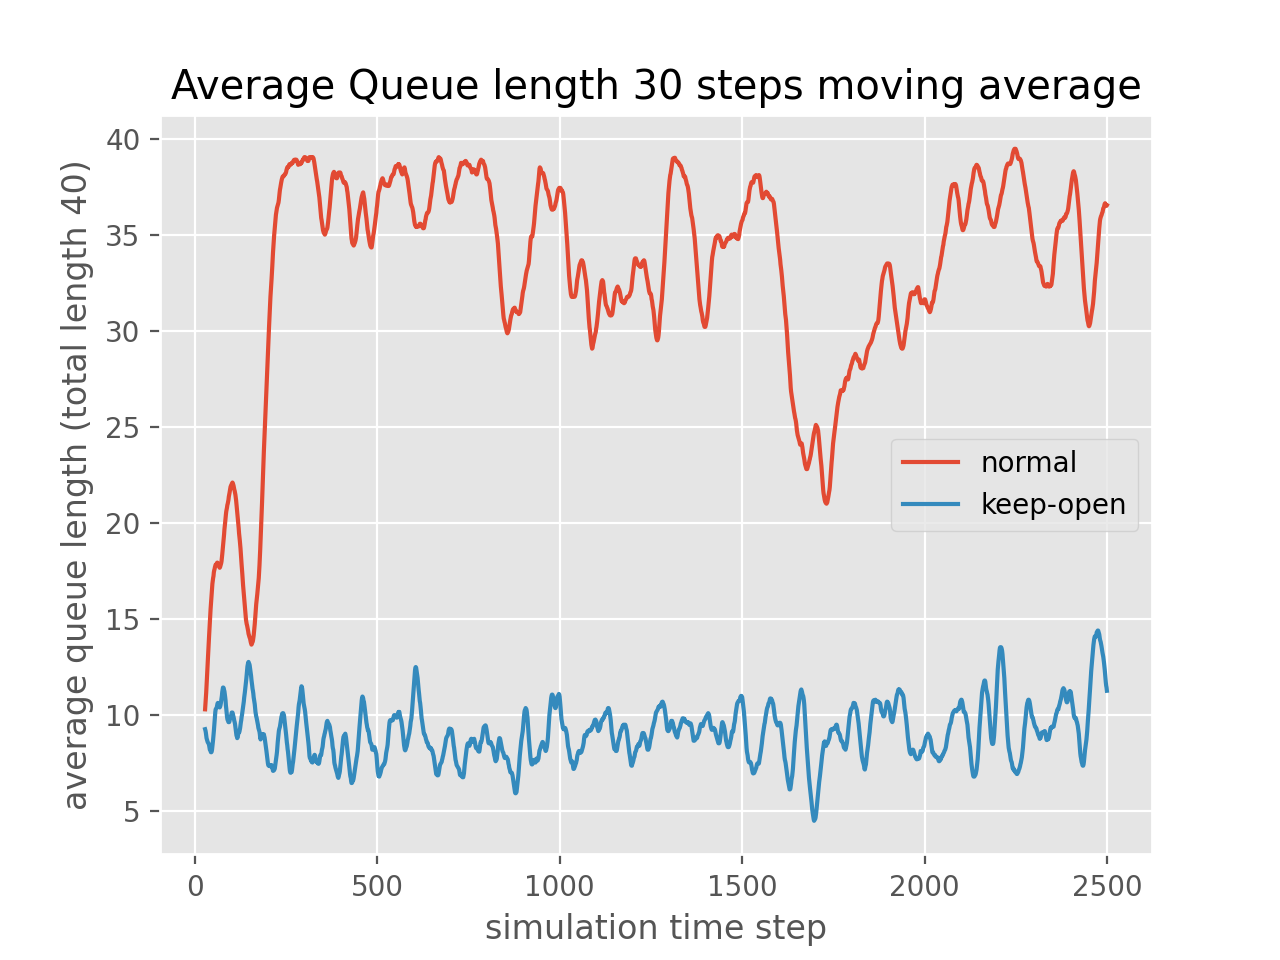 Average Queue length 30 steps moving average
average queue length (total length 40)
40
35
30
25
20
15
10
5
normal
keep-open
0 500 1000 1500 2000 2500
simulation time step